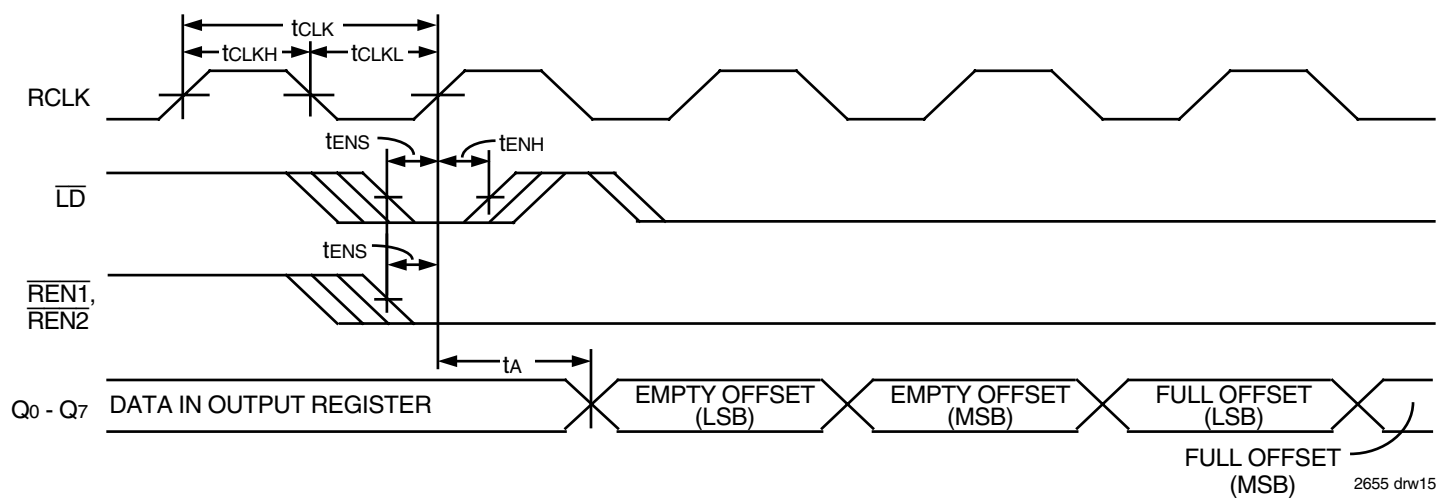 tCLK
tCLKH
tCLKL
RCLK
tENS
tENH
LD
tENS
REN1,
REN2
tA
Q0 - Q7
DATA IN OUTPUT REGISTER
EMPTY OFFSET
(LSB)
EMPTY OFFSET
(MSB)
FULL OFFSET
(LSB)
FULL OFFSET
(MSB)
2655 drw15